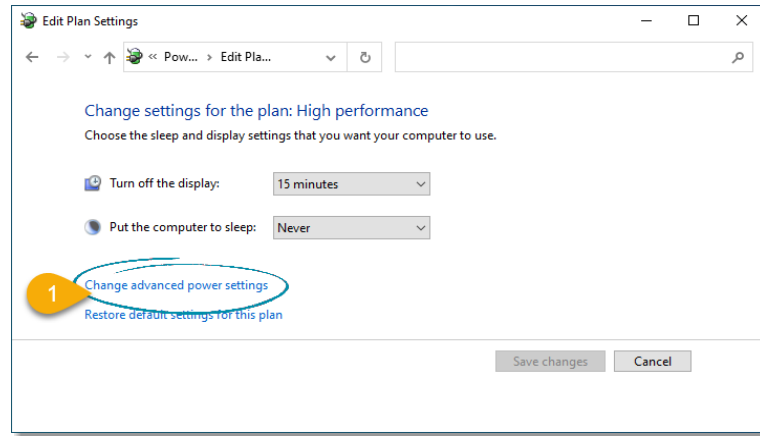 Edit Plan Settings
« Pow... › Edit Pla...
Change settings for the plan: High performance
Choose the sleep and display settings that you want your computer to use.
Turn off the display: 15 minutes
Put the computer to sleep: Never
1 Change advanced power settings
Restore default settings for this plan
Save changes Cancel